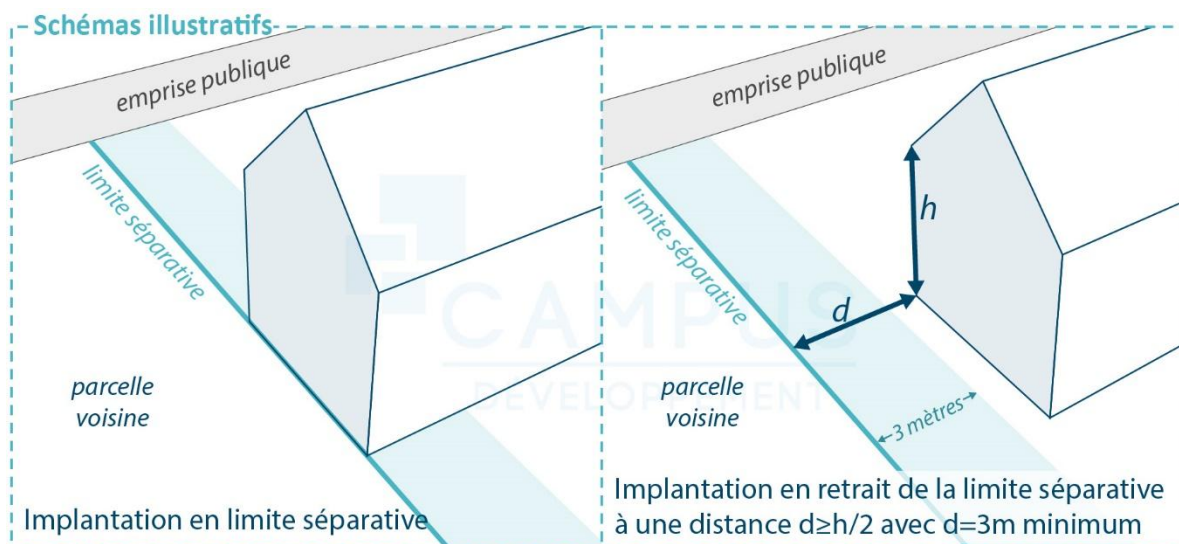 Schémas illustratifs
emprise publique
limite séparative
parcelle
voisine
Implantation en limite séparative
emprise publique
limite séparative
h
d
parcelle
voisine
3 mètres
Implantation en retrait de la limite séparative
à une distance d≥h/2 avec d=3m minimum
CAMPUS
DÉVELOPPEMENT